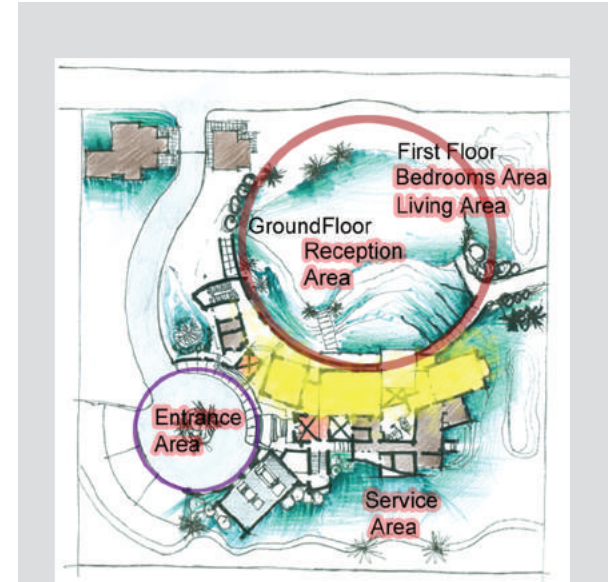 First Floor
Bedrooms Area
Living Area
GroundFloor
Reception
Area
Entrance
Area
Service
Area